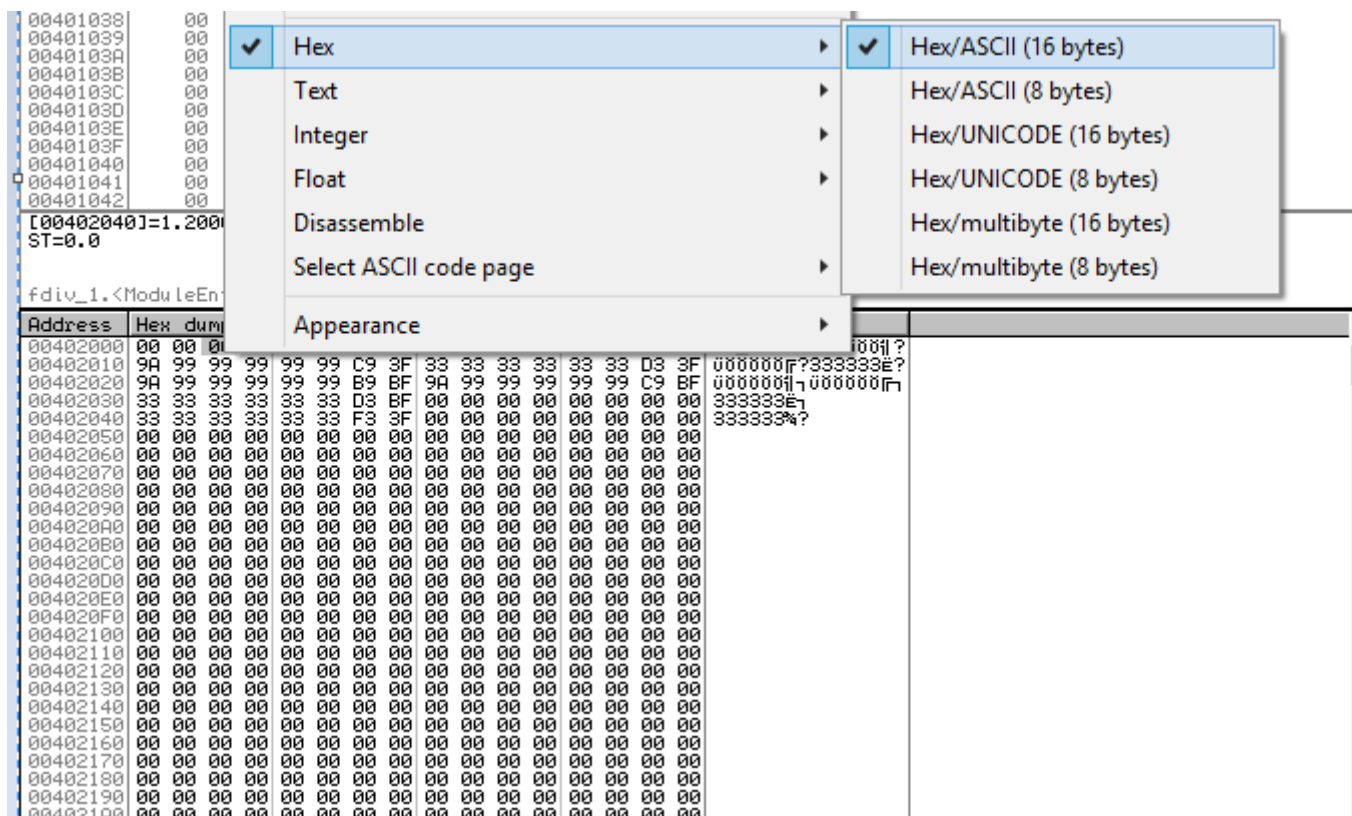 00401038 00
00401039 00
0040103A 00
0040103B 00
0040103C 00
0040103D 00
0040103E 00
0040103F 00
00401040 00
00401041 00
00401042 00
Hex
Text
Integer
Float
Disassemble
Select ASCII code page
Appearance
Hex/ASCII (16 bytes)
Hex/ASCII (8 bytes)
Hex/UNICODE (16 bytes)
Hex/UNICODE (8 bytes)
Hex/multibyte (16 bytes)
Hex/multibyte (8 bytes)
[00402040]=1.200
ST=0.0
fdiv_1.<ModuleEn
Address Hex dum
00402000 00 00
00402010 9A 99 99 99 99 99 C9 3F 33 33 33 33 33 33 D3 3F üööööö╔?333333Ë?
00402020 9A 99 99 99 99 99 B9 BF 9A 99 99 99 99 99 C9 BF üööööö╣┐üööööö╔┐
00402030 33 33 33 33 33 33 D3 BF 00 00 00 00 00 00 00 00 333333Ë┐
00402040 33 33 33 33 33 33 F3 3F 00 00 00 00 00 00 00 00 333333¾?
00402050 00 00 00 00 00 00 00 00 00 00 00 00 00 00 00 00
00402060 00 00 00 00 00 00 00 00 00 00 00 00 00 00 00 00
00402070 00 00 00 00 00 00 00 00 00 00 00 00 00 00 00 00
00402080 00 00 00 00 00 00 00 00 00 00 00 00 00 00 00 00
00402090 00 00 00 00 00 00 00 00 00 00 00 00 00 00 00 00
004020A0 00 00 00 00 00 00 00 00 00 00 00 00 00 00 00 00
004020B0 00 00 00 00 00 00 00 00 00 00 00 00 00 00 00 00
004020C0 00 00 00 00 00 00 00 00 00 00 00 00 00 00 00 00
004020D0 00 00 00 00 00 00 00 00 00 00 00 00 00 00 00 00
004020E0 00 00 00 00 00 00 00 00 00 00 00 00 00 00 00 00
004020F0 00 00 00 00 00 00 00 00 00 00 00 00 00 00 00 00
00402100 00 00 00 00 00 00 00 00 00 00 00 00 00 00 00 00
00402110 00 00 00 00 00 00 00 00 00 00 00 00 00 00 00 00
00402120 00 00 00 00 00 00 00 00 00 00 00 00 00 00 00 00
00402130 00 00 00 00 00 00 00 00 00 00 00 00 00 00 00 00
00402140 00 00 00 00 00 00 00 00 00 00 00 00 00 00 00 00
00402150 00 00 00 00 00 00 00 00 00 00 00 00 00 00 00 00
00402160 00 00 00 00 00 00 00 00 00 00 00 00 00 00 00 00
00402170 00 00 00 00 00 00 00 00 00 00 00 00 00 00 00 00
00402180 00 00 00 00 00 00 00 00 00 00 00 00 00 00 00 00
00402190 00 00 00 00 00 00 00 00 00 00 00 00 00 00 00 00